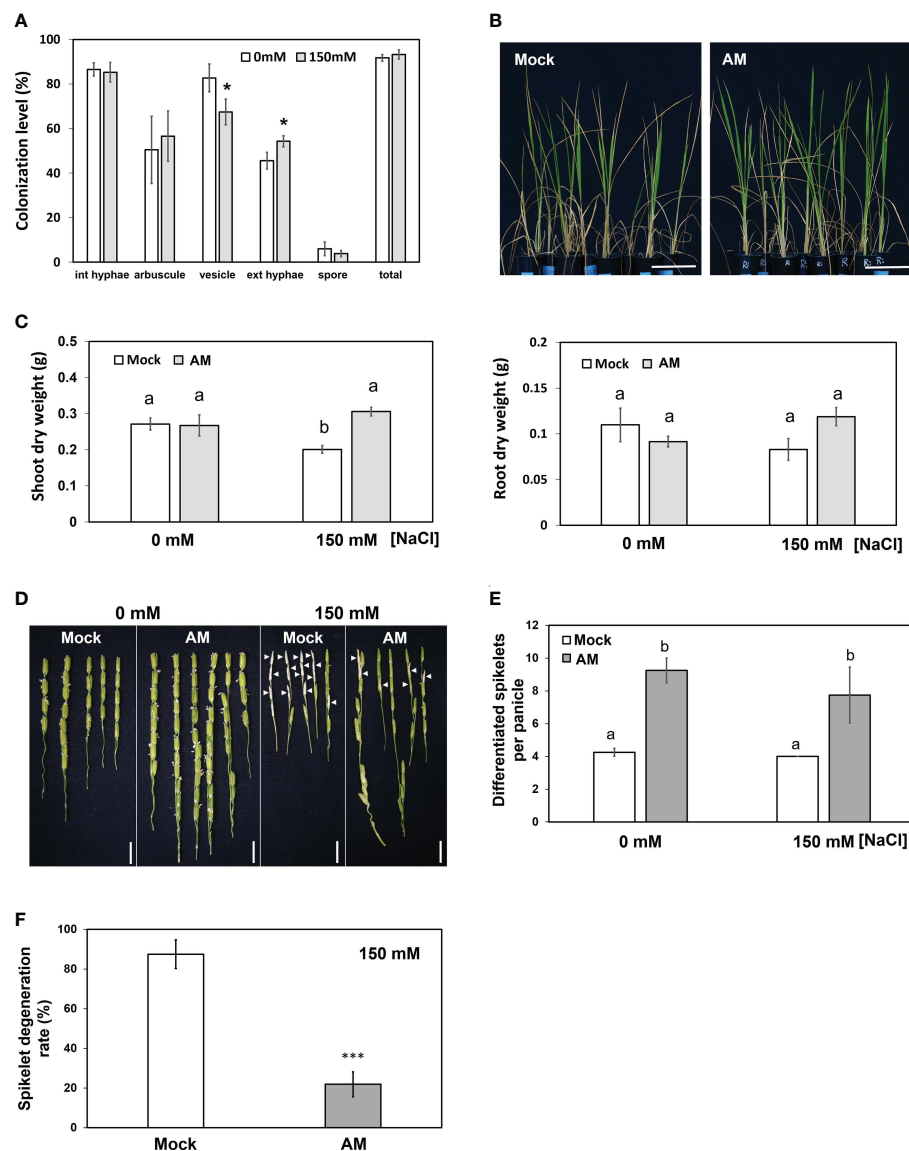 A
Colonization level (%)
100
80
60
40
20
0
0mM
150mM
*
*
int hyphae
arbuscule
vesicle
ext hyphae
spore
total
B
Mock
AM
C
Shoot dry weight (g)
0.5
0.4
0.3
0.2
0.1
0
Mock
AM
a
a
b
a
0 mM
150 mM
[NaCl]
Root dry weight (g)
0.2
0.15
0.1
0.05
0
Mock
AM
a
a
a
a
0 mM
150 mM
[NaCl]
D
0 mM
150 mM
Mock
AM
Mock
AM
E
Differentiated spikelets
per panicle
12
10
8
6
4
2
0
Mock
AM
a
b
a
b
0 mM
150 mM
[NaCl]
F
Spikelet degeneration
rate (%)
100
80
60
40
20
0
150 mM
***
Mock
AM